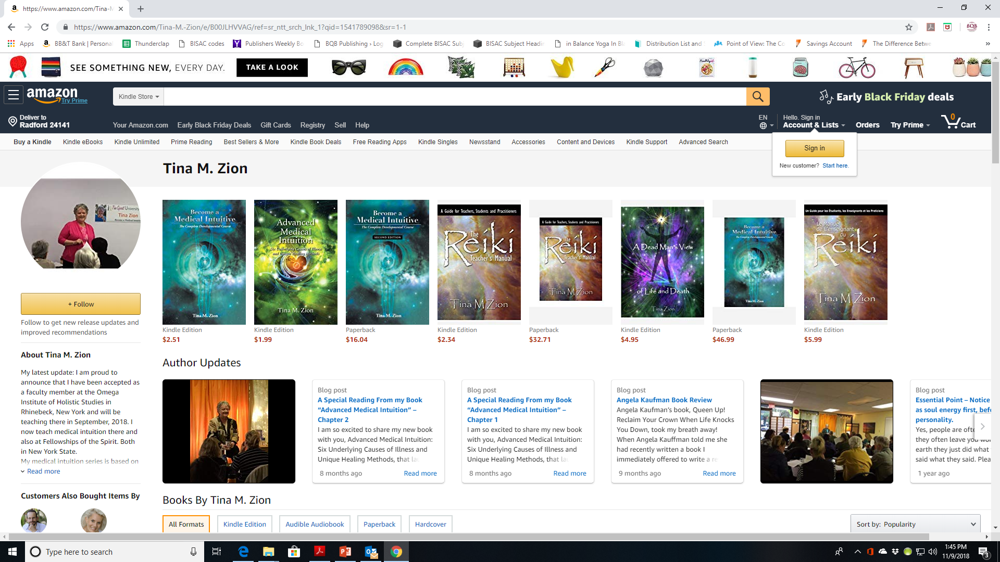 https://www.amazon.com/Tina-M
https://www.amazon.com/Tina-M.-Zion/e/B00JLHVVAG/ref=sr_ntt_srch_lnk_1?qid=1541789098&sr=1-1
Apps
BB&T Bank | Personal
Thunderclap
BISAC codes
Publishers Weekly Bo
BQB Publishing › Log
Complete BISAC Subj
BISAC Subject Headin
in Balance Yoga In Bl
Distribution List and
Point of View: The Co
Savings Account
The Difference Betwe
»
SEE SOMETHING NEW, EVERY DAY.
TAKE A LOOK
amazon
Try Prime
Kindle Store
Early Black Friday deals
Deliver to
Radford 24141
Your Amazon.com
Early Black Friday Deals
Gift Cards
Registry
Sell
Help
EN
Hello. Sign in
Account & Lists
Orders
Try Prime
0
Cart
Buy a Kindle
Kindle eBooks
Kindle Unlimited
Prime Reading
Best Sellers & More
Kindle Book Deals
Free Reading Apps
Kindle Singles
Newsstand
Accessories
Content and Devices
Kindle Support
Advanced Search
Sign in
New customer? Start here.
Tina M. Zion
The Spirit University
Tina Zion
Become a Medical Intuitive
+ Follow
Follow to get new release updates and
improved recommendations
About Tina M. Zion
My latest update: I am proud to
announce that I have been accepted as
a faculty member at the Omega
Institute of Holistic Studies in
Rhinebeck, New York and will be
teaching there in September, 2018. I
now teach medical intuition there and
also at Fellowships of the Spirit. Both
in New York State.
My medical intuition series is based on
Read more
Customers Also Bought Items By
Become a
Medical Intuitive
The Complete Developmental Course
Tina M. Zion
Kindle Edition
$2.51
Advanced
Medical
Intuition
Six Underlying Causes of Illness
and Unique Healing Methods
Tina M. Zion
Kindle Edition
$1.99
Become a
Medical Intuitive
The Complete Developmental Course
SECOND EDITION
Tina M. Zion
Paperback
$16.04
A Guide for Teachers, Students and Practitioners
The
Reiki
Teacher's Manual
Tina M Zion
Kindle Edition
$2.34
A Guide for Teachers, Students and Practitioners
The
Reiki
Teacher's Manual
Tina M Zion
Paperback
$32.71
A Dead Man's View
of Life and Death
Tina Zion
Kindle Edition
$4.95
Become a
Medical Intuitive
The Complete Developmental Course
Tina M. Zion
Paperback
$46.99
Un Guide pour les Étudiants, les Enseignants et les Praticiens
Le Manuel
de L'enseignant
du
Reiki
Tina M Zion
Kindle Edition
$5.99
Author Updates
Blog post
A Special Reading From my Book
“Advanced Medical Intuition” –
Chapter 2
I am so excited to share my new book
with you, Advanced Medical Intuition:
Six Underlying Causes of Illness and
Unique Healing Methods, that la
8 months ago
Read more
Blog post
A Special Reading From my Book
“Advanced Medical Intuition” –
Chapter 1
I am so excited to share my new book
with you, Advanced Medical Intuition:
Six Underlying Causes of Illness and
Unique Healing Methods, that la
8 months ago
Read more
Blog post
Angela Kaufman Book Review
Angela Kaufman’s book, Queen Up!
Reclaim Your Crown When Life Knocks
You Down, took my breath away!
When Angela Kauffman told me she
had recently written a book I
immediately offered to write a re
9 months ago
Read more
Blog post
Essential Point – Notice
as soul energy first, befo
personality.
Yes, people are ofte
they often leave you wo
earth they just did what
said what they said. Plea
1 year ago
Books By Tina M. Zion
All Formats
Kindle Edition
Audible Audiobook
Paperback
Hardcover
Sort by: Popularity
Type here to search
1:45 PM
11/9/2018
3